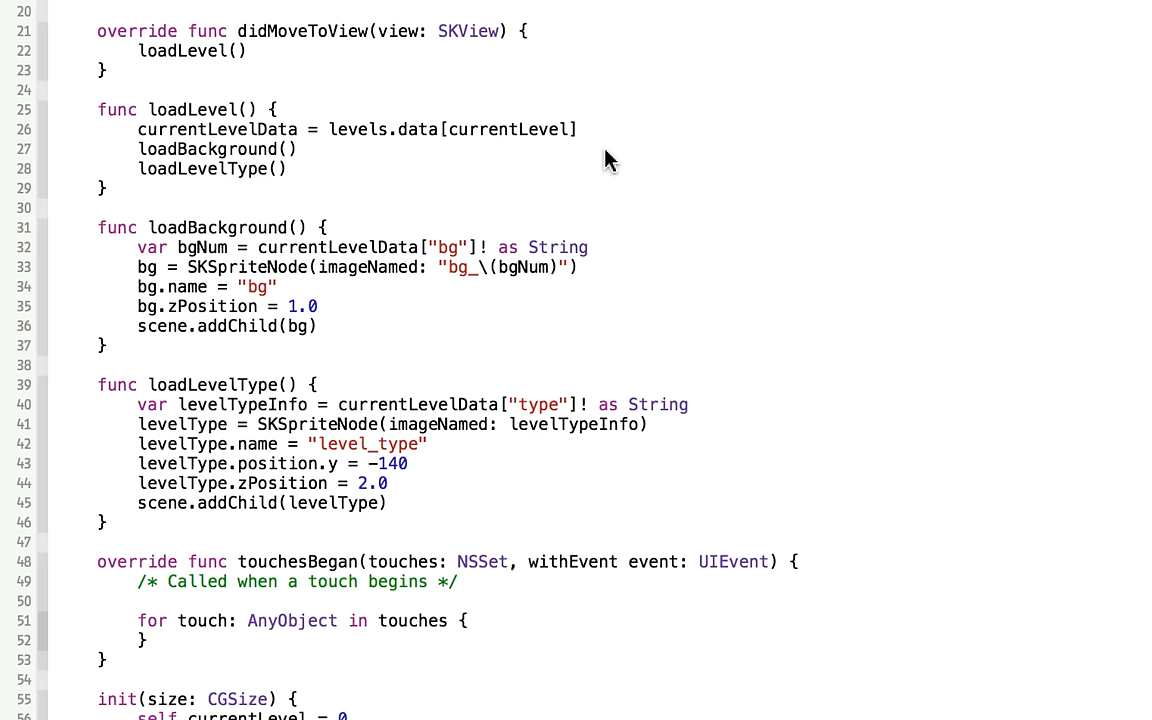 20
21 override func didMoveToView(view: SKView) {
22 loadLevel()
23 }
24
25 func loadLevel() {
26 currentLevelData = levels.data[currentLevel]
27 loadBackground()
28 loadLevelType()
29 }
30
31 func loadBackground() {
32 var bgNum = currentLevelData["bg"]! as String
33 bg = SKSpriteNode(imageNamed: "bg_\(bgNum)")
34 bg.name = "bg"
35 bg.zPosition = 1.0
36 scene.addChild(bg)
37 }
38
39 func loadLevelType() {
40 var levelTypeInfo = currentLevelData["type"]! as String
41 levelType = SKSpriteNode(imageNamed: levelTypeInfo)
42 levelType.name = "level_type"
43 levelType.position.y = -140
44 levelType.zPosition = 2.0
45 scene.addChild(levelType)
46 }
47
48 override func touchesBegan(touches: NSSet, withEvent event: UIEvent) {
49 /* Called when a touch begins */
50
51 for touch: AnyObject in touches {
52 }
53 }
54
55 init(size: CGSize) {
56 self.currentLevel = 0